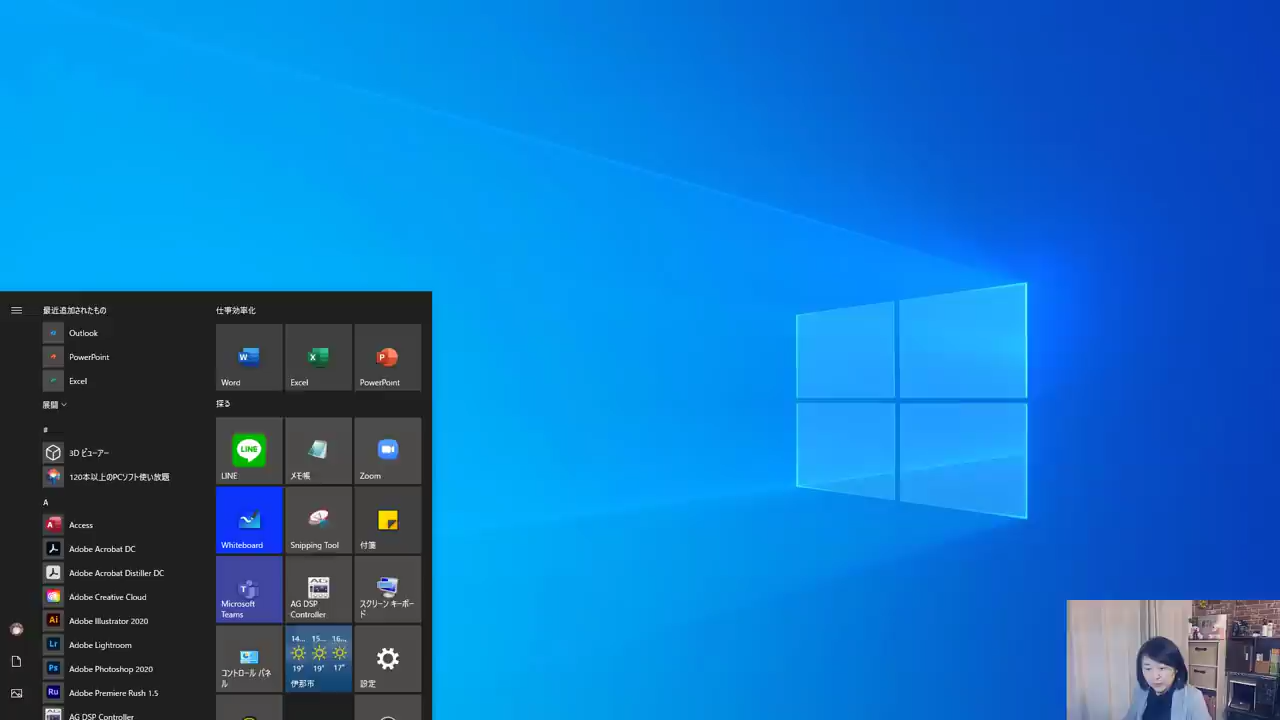 最近追加されたもの
Outlook
PowerPoint
Excel
展開
#
3D ビューアー
120本以上のPCソフト使い放題
A
Access
Adobe Acrobat DC
Adobe Acrobat Distiller DC
Adobe Creative Cloud
Adobe Illustrator 2020
Adobe Lightroom
Adobe Photoshop 2020
Adobe Premiere Rush 1.5
AG DSP Controller
仕事効率化
Word
Excel
PowerPoint
探る
LINE
LINE
メモ帳
Zoom
Whiteboard
Snipping Tool
付箋
Microsoft
Teams
AG DSP
Controller
スクリーン キーボー
ド
コントロール パネ
ル
14... 15... 16...
19° 19° 17°
伊那市
設定